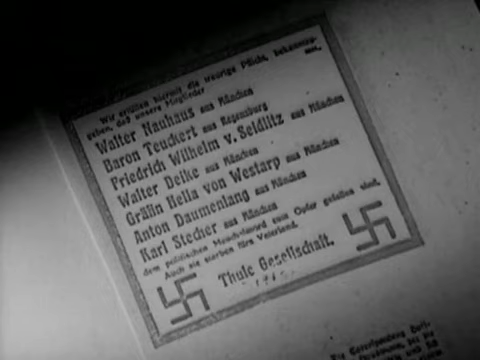 Wir erfüllen hiermit die traurige Pflicht, bekanntzu-
geben, daß unsere Mitglieder
Walter Nauhaus aus München
Baron Teuckert aus Regensburg
Friedrich Wilhelm v. Seidlitz aus München
Walter Deike aus München
Gräfin Hella von Westarp aus München
Anton Daumenlang aus München
Karl Stecher aus München
dem politischen Meuchelmord zum Opfer gefallen sind.
Auch sie starben fürs Vaterland.
Thule Gesellschaft.